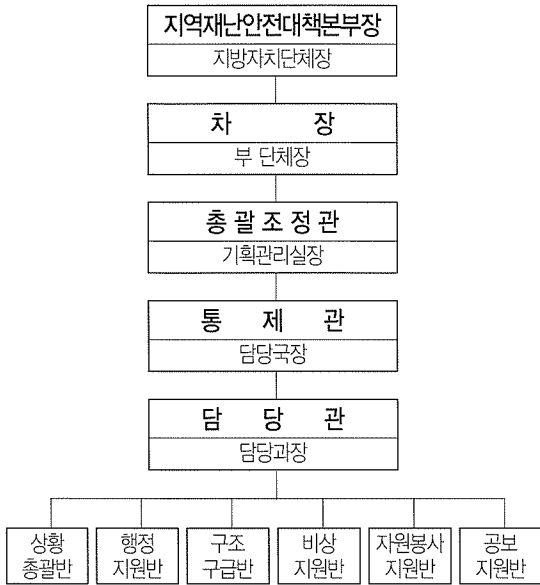 지역재난안전대책본부장
지방자치단체장
차 장
부 단체장
총 괄 조 정 관
기획관리실장
통 제 관
담당국장
담 당 관
담당과장
상황
총괄반
행정
지원반
구조
구급반
비상
지원반
자원봉사
지원반
공보
지원반